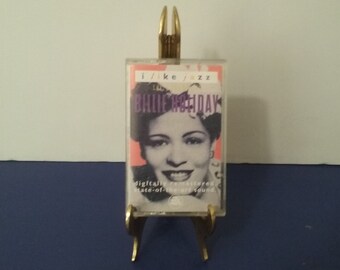 i like jazz
BILLIE HOLIDAY
digitally remastered
state-of-the-art sound